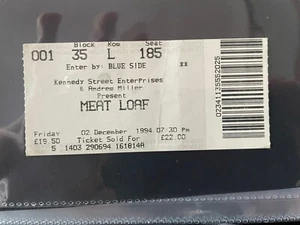 Block Row Seat
001 35 L 185
Enter by: BLUE SIDE
Kennedy Street Enterprises
& Andrew Miller
Present
MEAT LOAF
Friday 02 December 1994 07:30 Pm
£19.50 Ticket Sold For £22.00
5 1403 290694 161814A